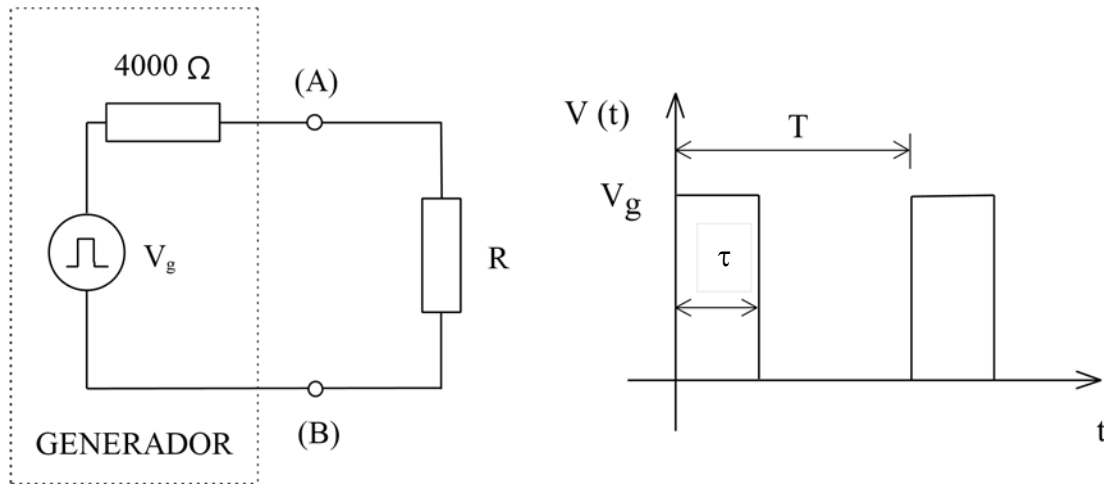 4000 Ω
(A)
V_g
R
(B)
GENERADOR
V (t)
T
V_g
τ
t